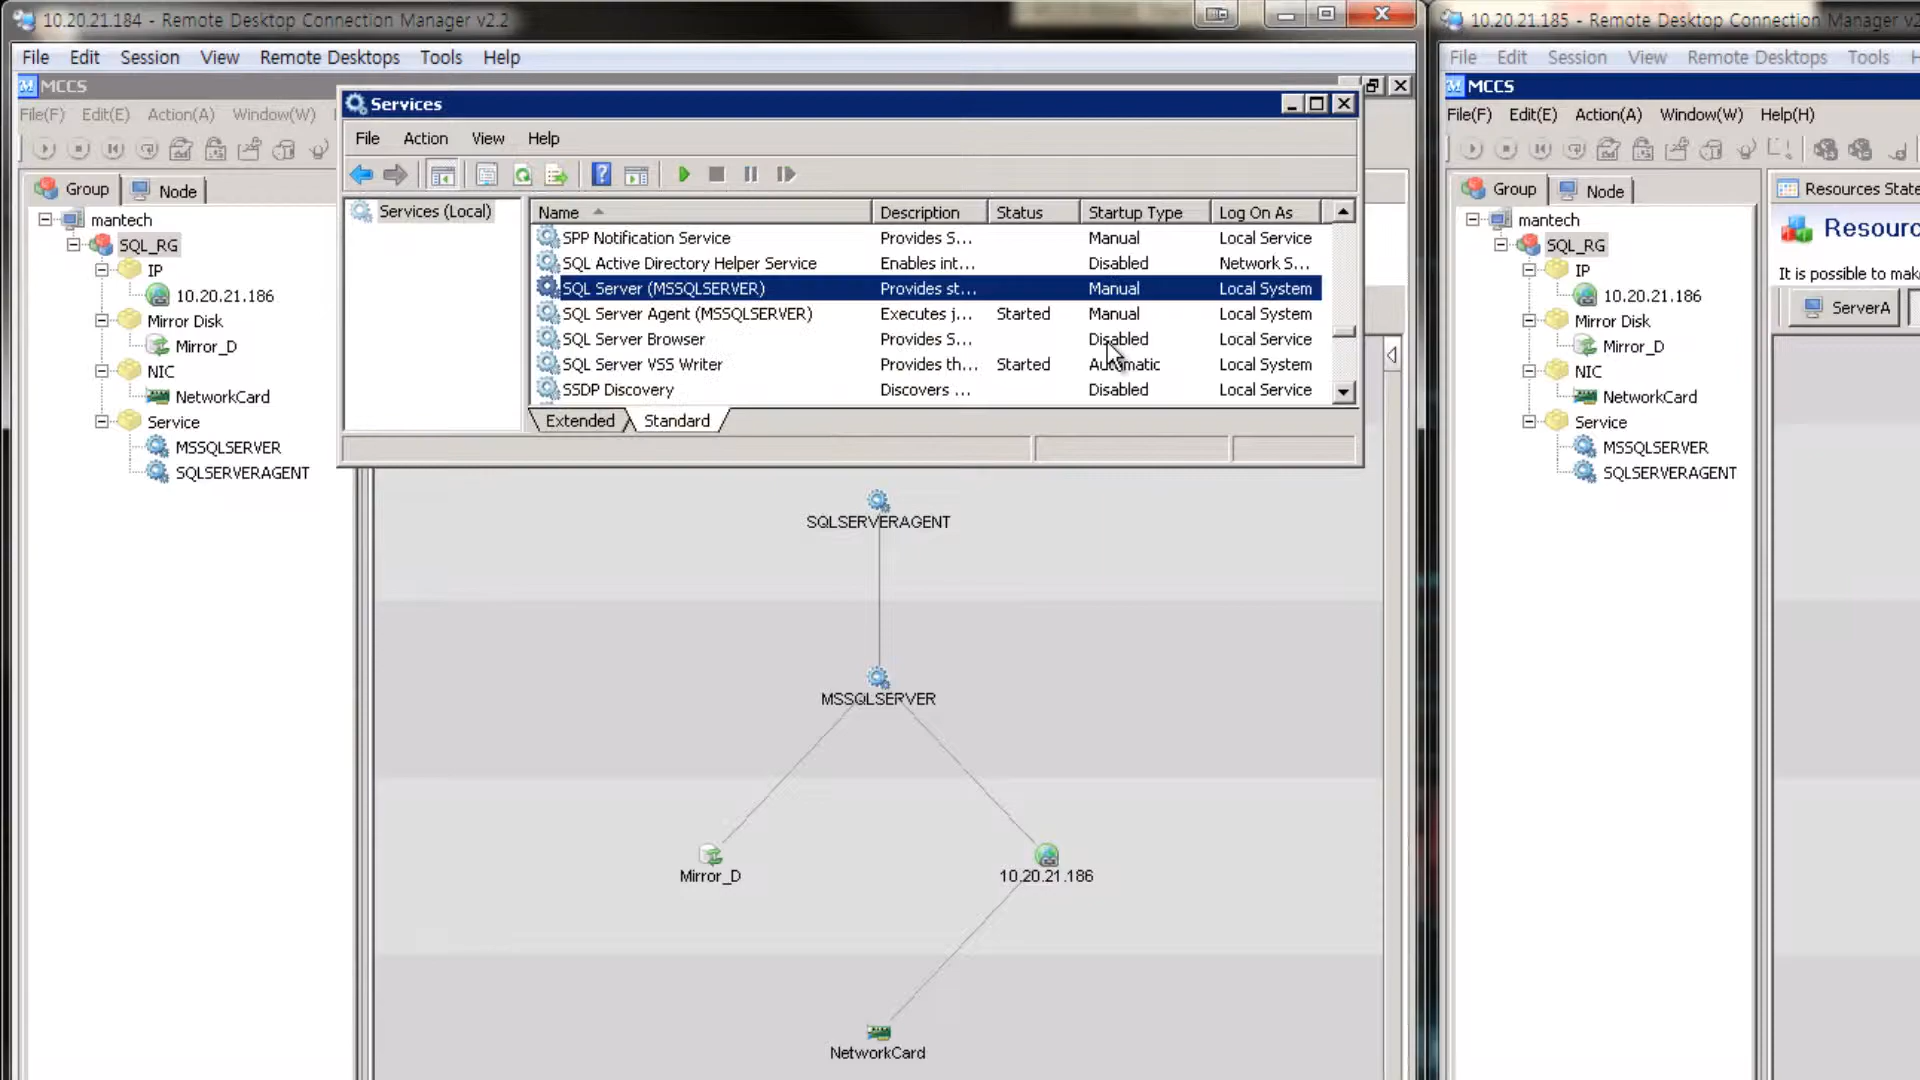 10.20.21.184 - Remote Desktop Connection Manager v2.2
File Edit Session View Remote Desktops Tools Help
MCCS
File(F) Edit(E) Action(A) Window(W)
Group Node
mantech
SQL_RG
IP
10.20.21.186
Mirror Disk
Mirror_D
NIC
NetworkCard
Service
MSSQLSERVER
SQLSERVERAGENT
Services
File Action View Help
Services (Local)
Name Description Status Startup Type Log On As
SPP Notification Service Provides S... Manual Local Service
SQL Active Directory Helper Service Enables int... Disabled Network S...
SQL Server (MSSQLSERVER) Provides st... Manual Local System
SQL Server Agent (MSSQLSERVER) Executes j... Started Manual Local System
SQL Server Browser Provides S... Disabled Local Service
SQL Server VSS Writer Provides th... Started Automatic Local System
SSDP Discovery Discovers ... Disabled Local Service
Extended Standard
SQLSERVERAGENT
MSSQLSERVER
Mirror_D
10.20.21.186
NetworkCard
10.20.21.185 - Remote Desktop Connection Manager v2
File Edit Session View Remote Desktops Tools
MCCS
File(F) Edit(E) Action(A) Window(W) Help(H)
Group Node
mantech
SQL_RG
IP
10.20.21.186
Mirror Disk
Mirror_D
NIC
NetworkCard
Service
MSSQLSERVER
SQLSERVERAGENT
Resources State
Resourc
It is possible to mak
ServerA